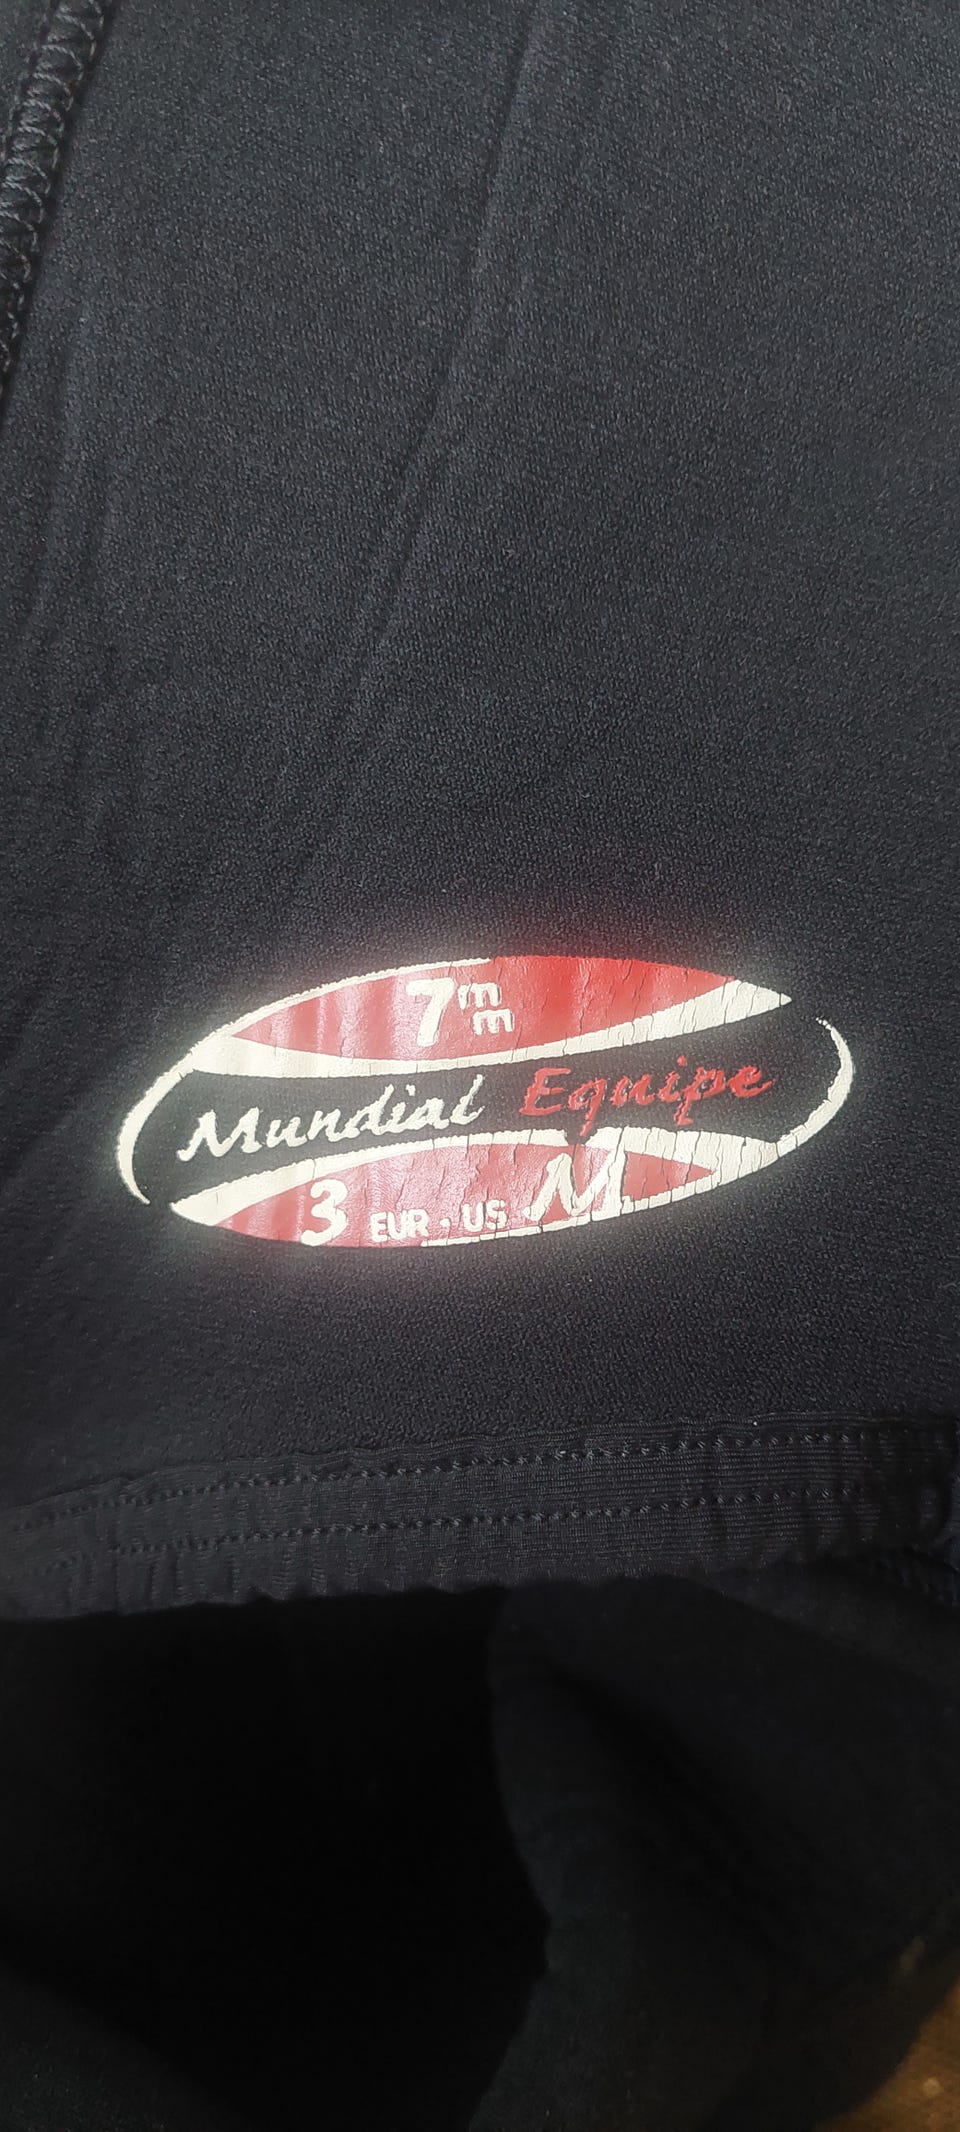 7mm
Mundial Equipe
3 EUR . US M